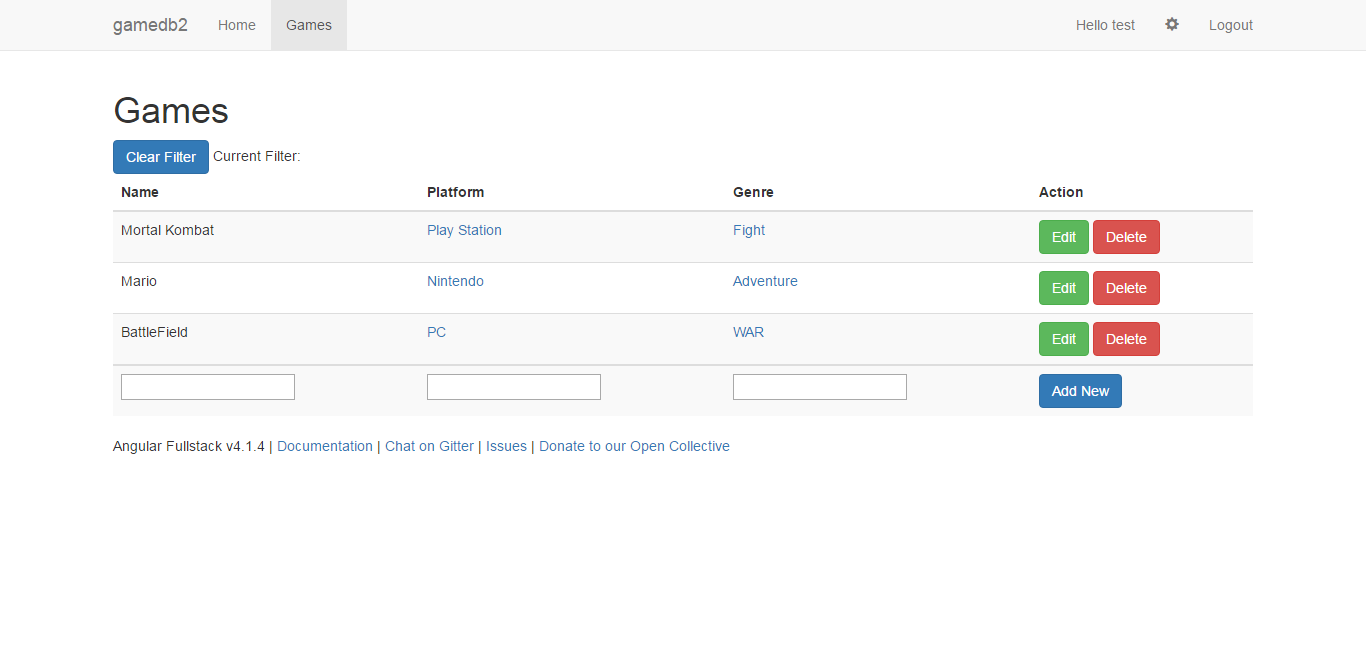 gamedb2 Home Games Hello test Logout
Games
Clear Filter Current Filter:
Name Platform Genre Action
Mortal Kombat Play Station Fight Edit Delete
Mario Nintendo Adventure Edit Delete
BattleField PC WAR Edit Delete
Add New
Angular Fullstack v4.1.4 | Documentation | Chat on Gitter | Issues | Donate to our Open Collective